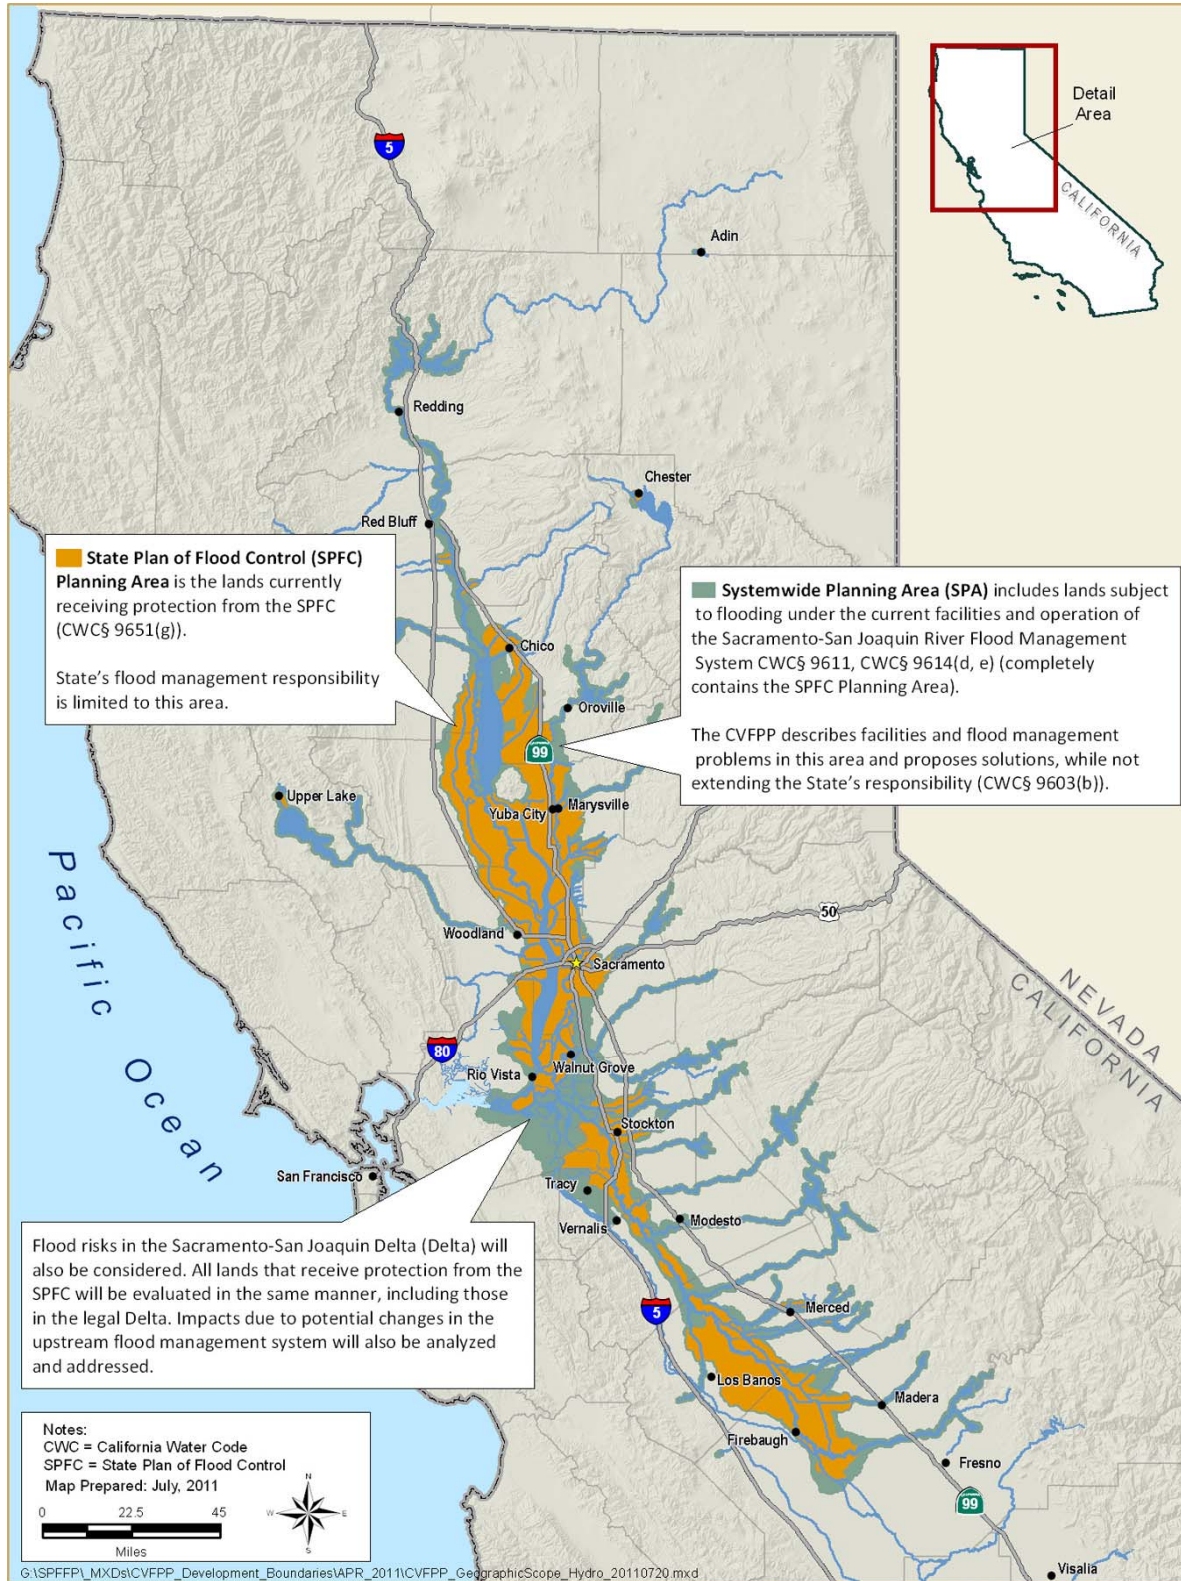 5
Adin
Detail
Area
CALIFORNIA
Redding
Chester
Red Bluff
State Plan of Flood Control (SPFC)
Planning Area is the lands currently
receiving protection from the SPFC
(CWC§ 9651(g)).
State's flood management responsibility
is limited to this area.
Systemwide Planning Area (SPA) includes lands subject
to flooding under the current facilities and operation of
the Sacramento-San Joaquin River Flood Management
System CWC§ 9611, CWC§ 9614(d, e) (completely
contains the SPFC Planning Area).
The CVFPP describes facilities and flood management
problems in this area and proposes solutions, while not
extending the State's responsibility (CWC§ 9603(b)).
Chico
Oroville
99
Upper Lake
Yuba City
Marysville
Pacific Ocean
50
Woodland
Sacramento
NEVADA
CALIFORNIA
80
Walnut Grove
Rio Vista
Stockton
San Francisco
Tracy
Vernalis
Modesto
Flood risks in the Sacramento-San Joaquin Delta (Delta) will
also be considered. All lands that receive protection from the
SPFC will be evaluated in the same manner, including those
in the legal Delta. Impacts due to potential changes in the
upstream flood management system will also be analyzed
and addressed.
5
Merced
Los Banos
Madera
Firebaugh
Fresno
99
Visalia
Notes:
CWC = California Water Code
SPFC = State Plan of Flood Control
Map Prepared: July, 2011
N
W
E
S
0 22.5 45
Miles
G:\SPFFP\_MXDs\CVFPP_Development_Boundaries\APR_2011\CVFPP_GeographicScope_Hydro_20110720.mxd